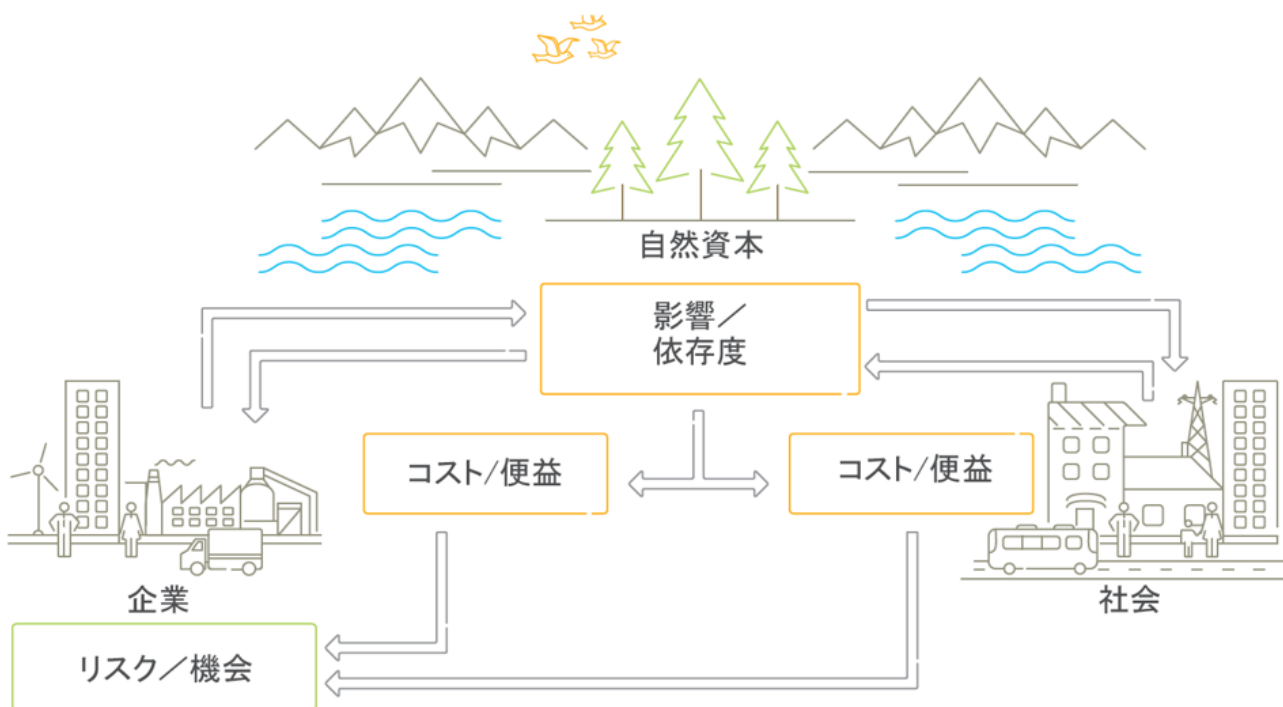 自然資本
影響／
依存度
コスト/便益
コスト/便益
企業
社会
リスク／機会